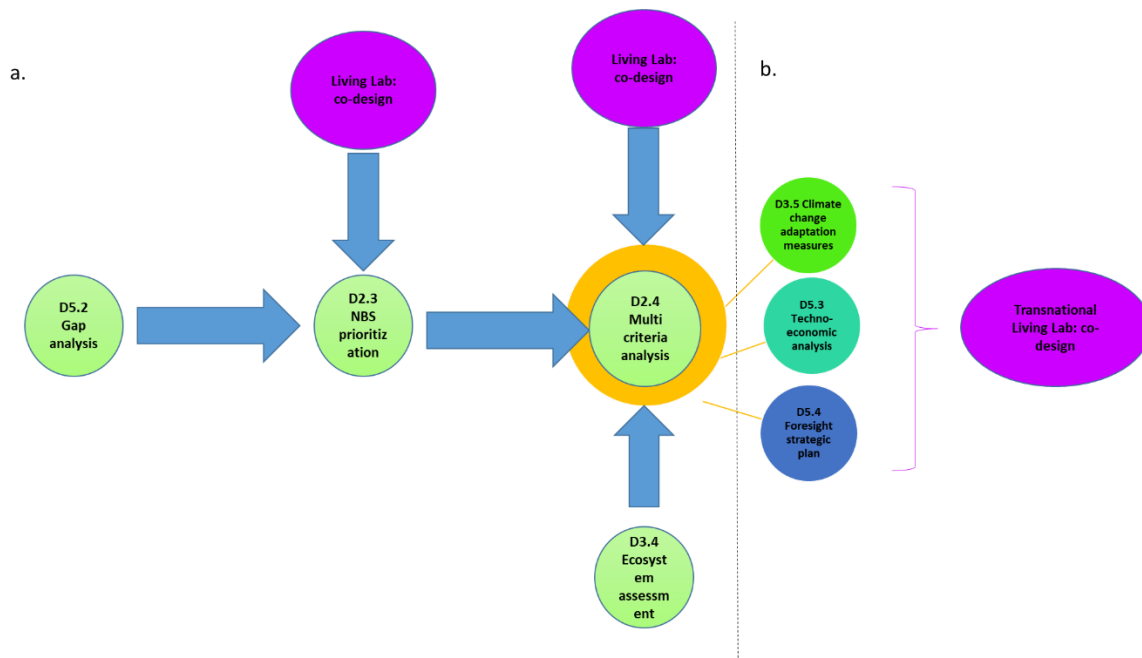 a.
Living Lab:
co-design
Living Lab:
co-design
D5.2
Gap
analysis
D2.3
NBS
prioritiz
ation
D2.4
Multi
criteria
analysis
D3.4
Ecosyst
em
assessm
ent
b.
D3.5 Climate
change
adaptation
measures
D5.3
Techno-
economic
analysis
D5.4
Foresight
strategic
plan
Transnational
Living Lab: co-
design